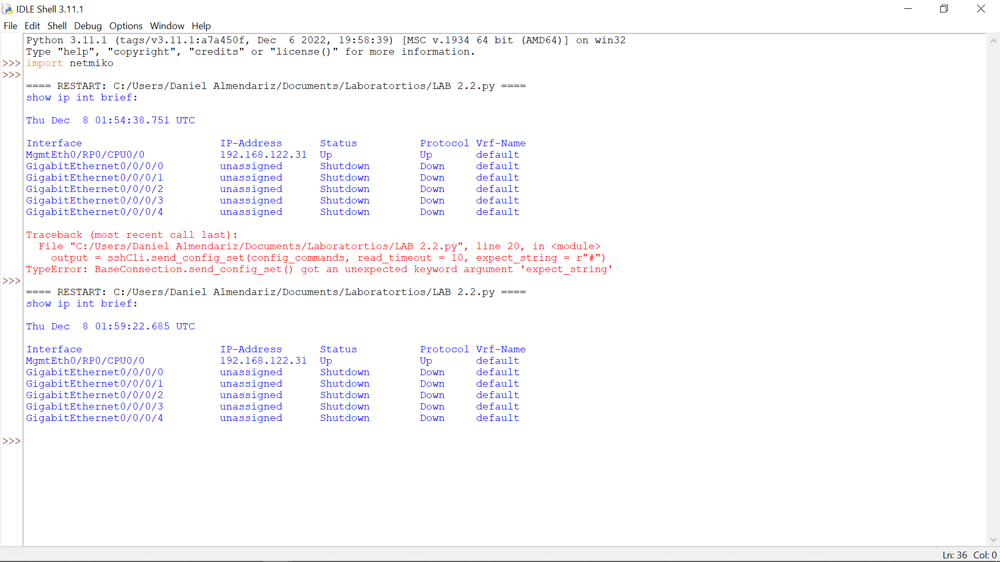 IDLE Shell 3.11.1
File Edit Shell Debug Options Window Help
Python 3.11.1 (tags/v3.11.1:a7a450f, Dec  6 2022, 19:58:39) [MSC v.1934 64 bit (AMD64)] on win32
Type "help", "copyright", "credits" or "license()" for more information.
>>> import netmiko
>>>
==== RESTART: C:/Users/Daniel Almendariz/Documents/Laboratortios/LAB 2.2.py ====
show ip int brief:
Thu Dec  8 01:54:38.751 UTC
Interface                      IP-Address      Status          Protocol Vrf-Name
MgmtEth0/RP0/CPU0/0            192.168.122.31  Up              Up       default
GigabitEthernet0/0/0/0         unassigned      Shutdown        Down     default
GigabitEthernet0/0/0/1         unassigned      Shutdown        Down     default
GigabitEthernet0/0/0/2         unassigned      Shutdown        Down     default
GigabitEthernet0/0/0/3         unassigned      Shutdown        Down     default
GigabitEthernet0/0/0/4         unassigned      Shutdown        Down     default
Traceback (most recent call last):
  File "C:/Users/Daniel Almendariz/Documents/Laboratortios/LAB 2.2.py", line 20, in <module>
    output = sshCli.send_config_set(config_commands, read_timeout = 10, expect_string = r"#")
TypeError: BaseConnection.send_config_set() got an unexpected keyword argument 'expect_string'
>>>
==== RESTART: C:/Users/Daniel Almendariz/Documents/Laboratortios/LAB 2.2.py ====
show ip int brief:
Thu Dec  8 01:59:22.685 UTC
Interface                      IP-Address      Status          Protocol Vrf-Name
MgmtEth0/RP0/CPU0/0            192.168.122.31  Up              Up       default
GigabitEthernet0/0/0/0         unassigned      Shutdown        Down     default
GigabitEthernet0/0/0/1         unassigned      Shutdown        Down     default
GigabitEthernet0/0/0/2         unassigned      Shutdown        Down     default
GigabitEthernet0/0/0/3         unassigned      Shutdown        Down     default
GigabitEthernet0/0/0/4         unassigned      Shutdown        Down     default
>>>
Ln: 36 Col: 0